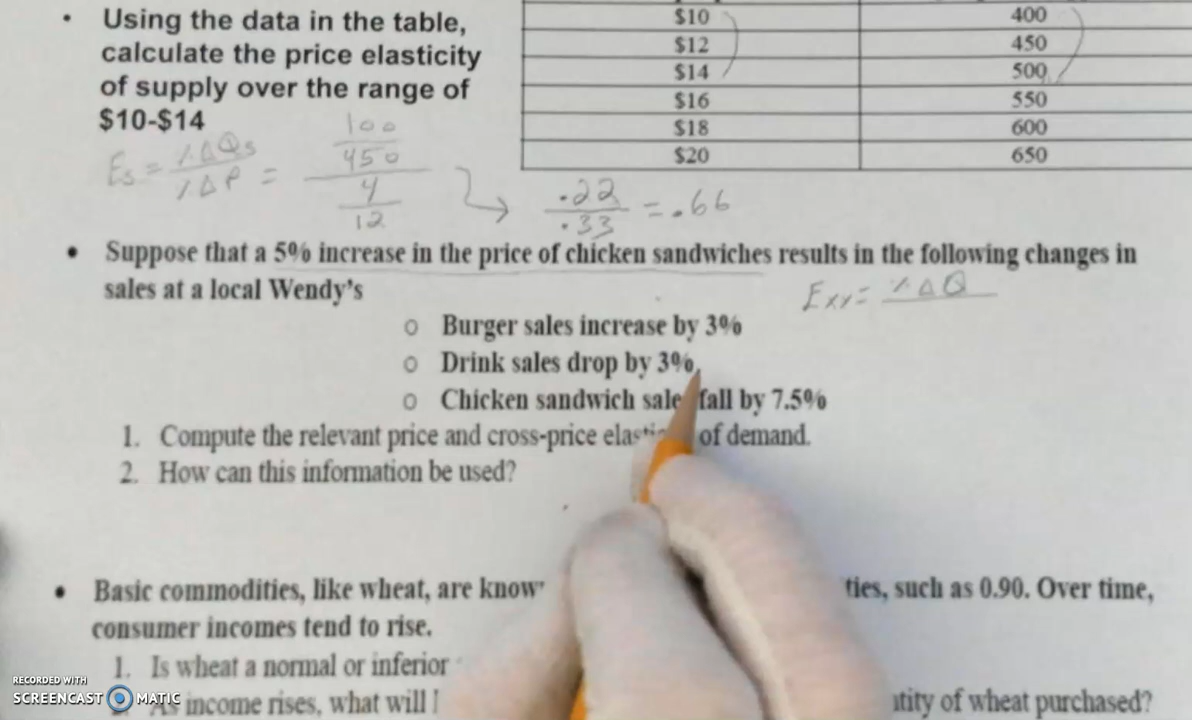 • Using the data in the table,
calculate the price elasticity
of supply over the range of
$10-$14
$10 400
$12 450
$14 500
$16 550
$18 600
$20 650
Es = %ΔQs / %ΔP = 100/450 / 4/12 → .22/.33 = .66
• Suppose that a 5% increase in the price of chicken sandwiches results in the following changes in
sales at a local Wendy's
Exy = %ΔQ
o Burger sales increase by 3%
o Drink sales drop by 3%
o Chicken sandwich fall by 7.5%
1. Compute the relevant price and cross-price of demand.
2. How can this information be used?
• Basic commodities, like wheat, are such as 0.90. Over time,
consumer incomes tend to rise.
1. Is wheat a normal or inferior
As income rises, what will of wheat purchased?
RECORDED WITH
SCREENCAST MATIC